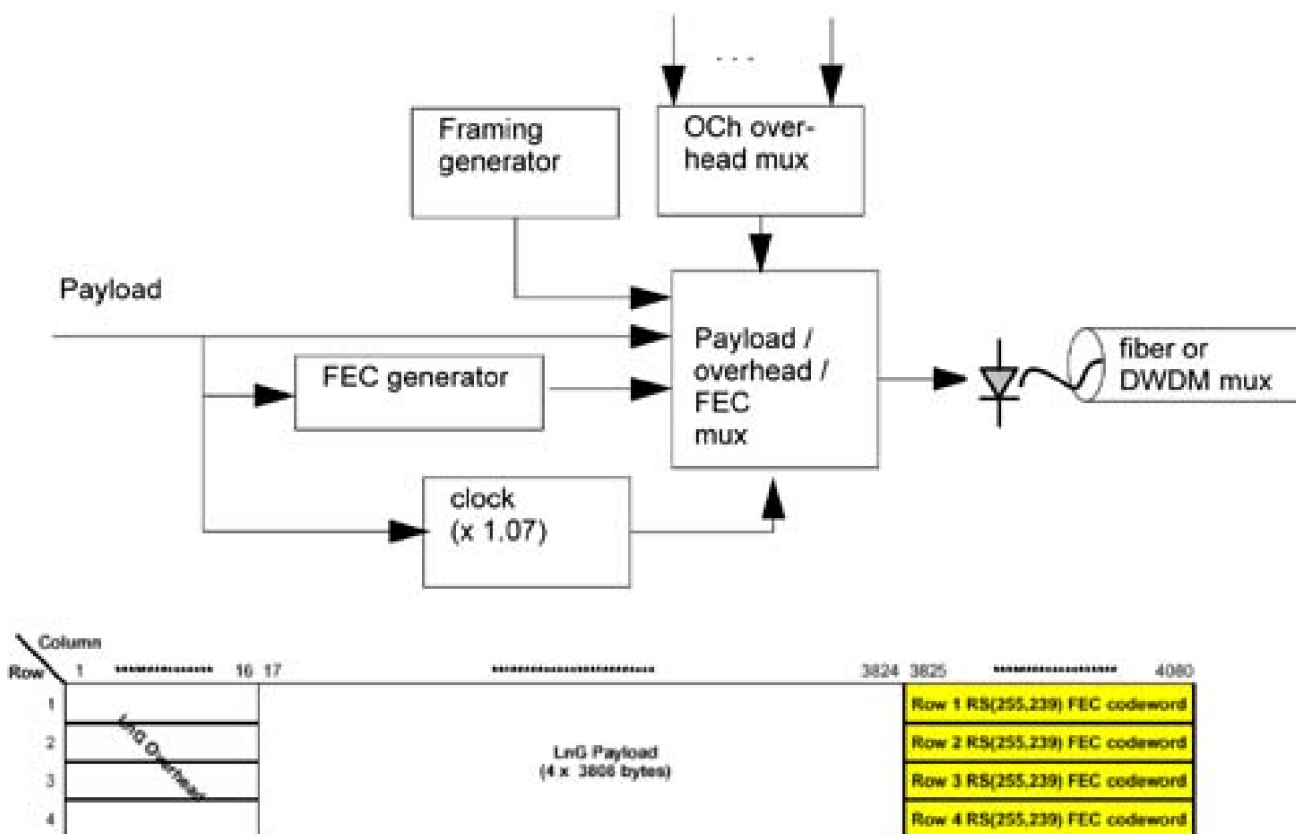 . . .
Framing
generator
OCh over-
head mux
Payload
FEC generator
Payload /
overhead /
FEC
mux
fiber or
DWDM mux
clock
(x 1.07)
Column
Row 1 16 17 3824 3825 4080
1 Row 1 RS(255,239) FEC codeword
2 Row 2 RS(255,239) FEC codeword
3 Row 3 RS(255,239) FEC codeword
4 Row 4 RS(255,239) FEC codeword
LnG Overhead
LnG Payload
(4 x 3808 bytes)